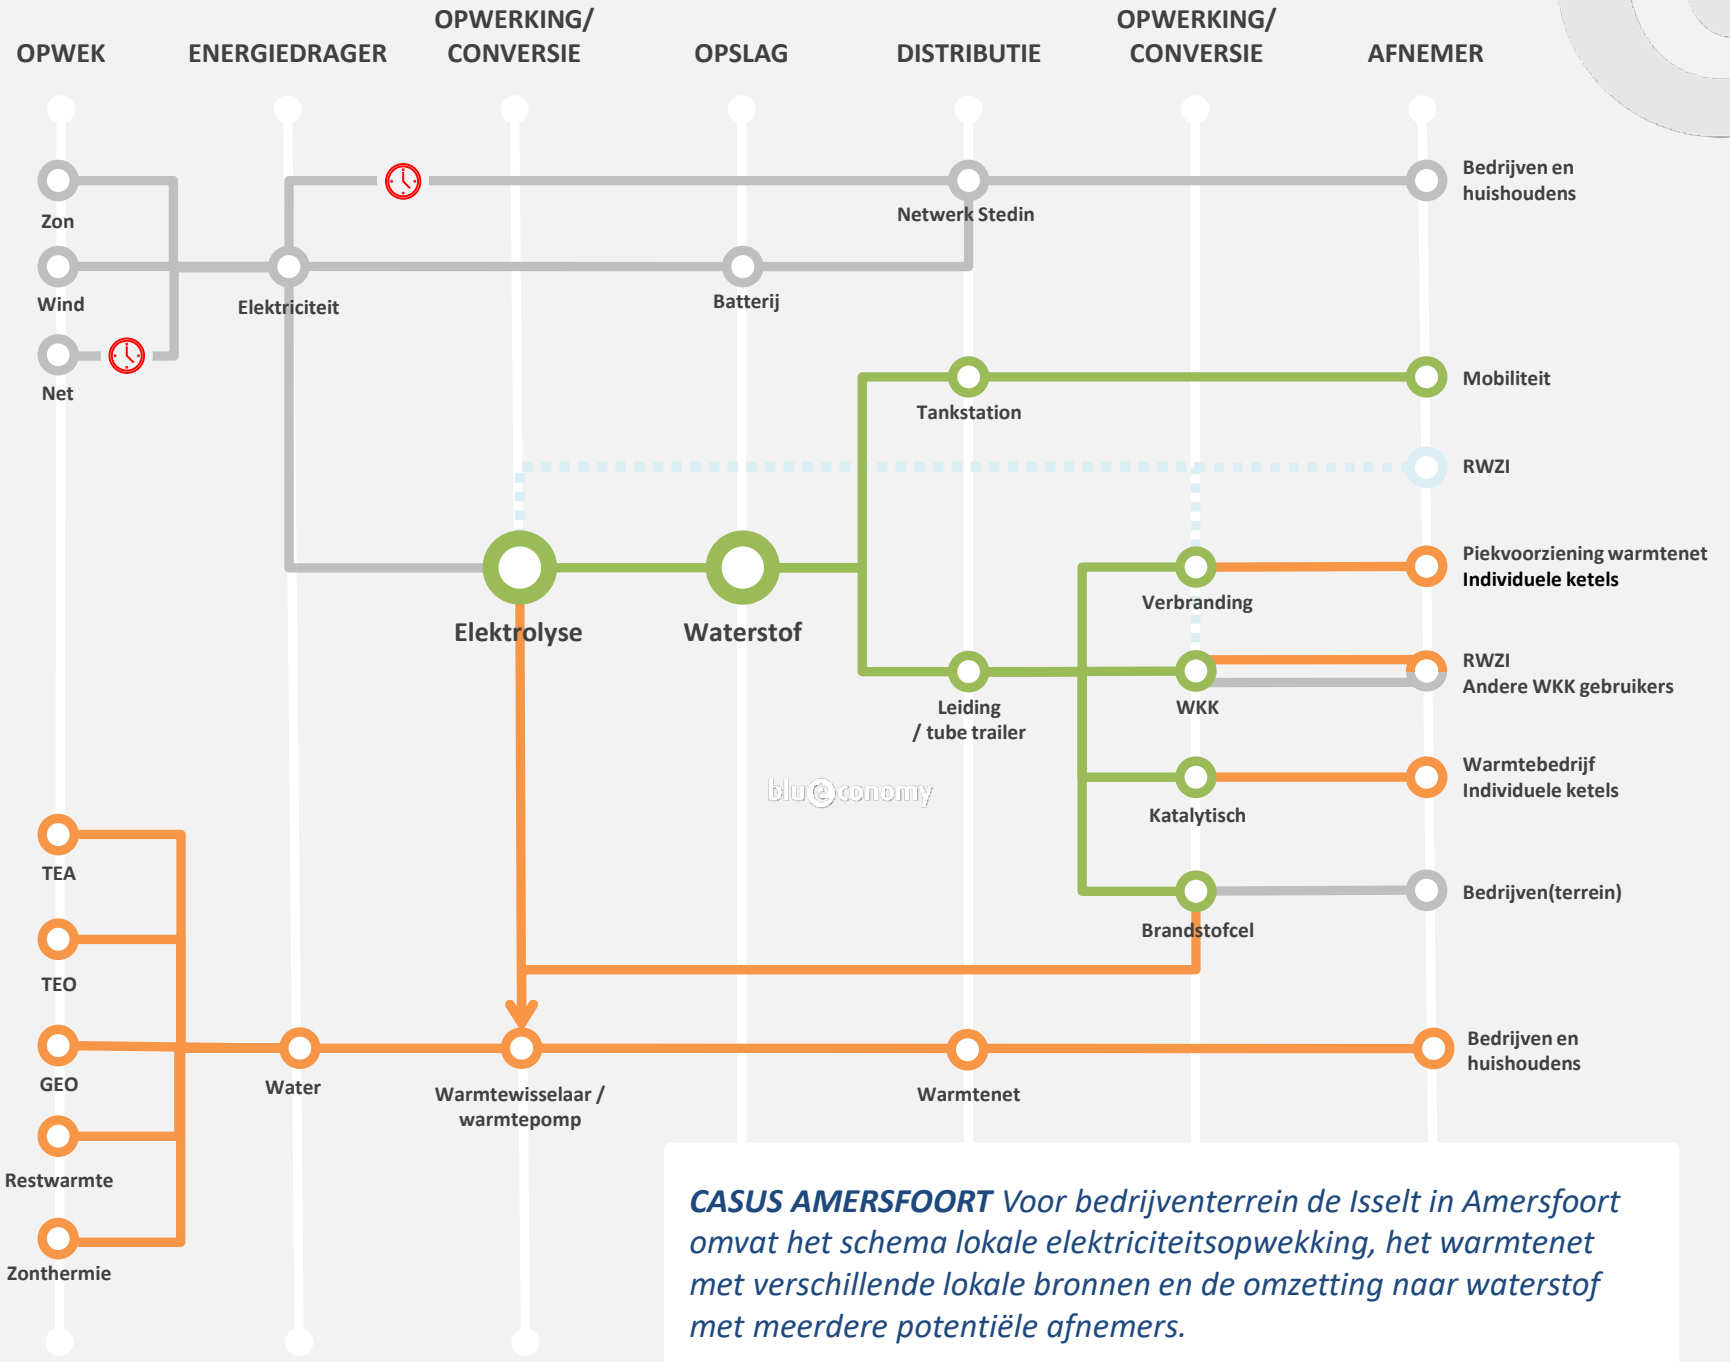 OPWEK
ENERGIEDRAGER
OPWERKING/
CONVERSIE
OPSLAG
DISTRIBUTIE
OPWERKING/
CONVERSIE
AFNEMER
Zon
Wind
Net
Elektriciteit
Batterij
Netwerk Stedin
Bedrijven en
huishoudens
Tankstation
Mobiliteit
RWZI
Elektrolyse
Waterstof
Leiding
/ tube trailer
Verbranding
Piekvoorziening warmtenet
Individuele ketels
WKK
RWZI
Andere WKK gebruikers
Katalytisch
Warmtebedrijf
Individuele ketels
Brandstofcel
Bedrijven(terrein)
blueconomy
TEA
TEO
GEO
Restwarmte
Zonthermie
Water
Warmtewisselaar /
warmtepomp
Warmtenet
Bedrijven en
huishoudens
CASUS AMERSFOORT Voor bedrijventerrein de Isselt in Amersfoort
omvat het schema lokale elektriciteitsopwekking, het warmtenet
met verschillende lokale bronnen en de omzetting naar waterstof
met meerdere potentiële afnemers.